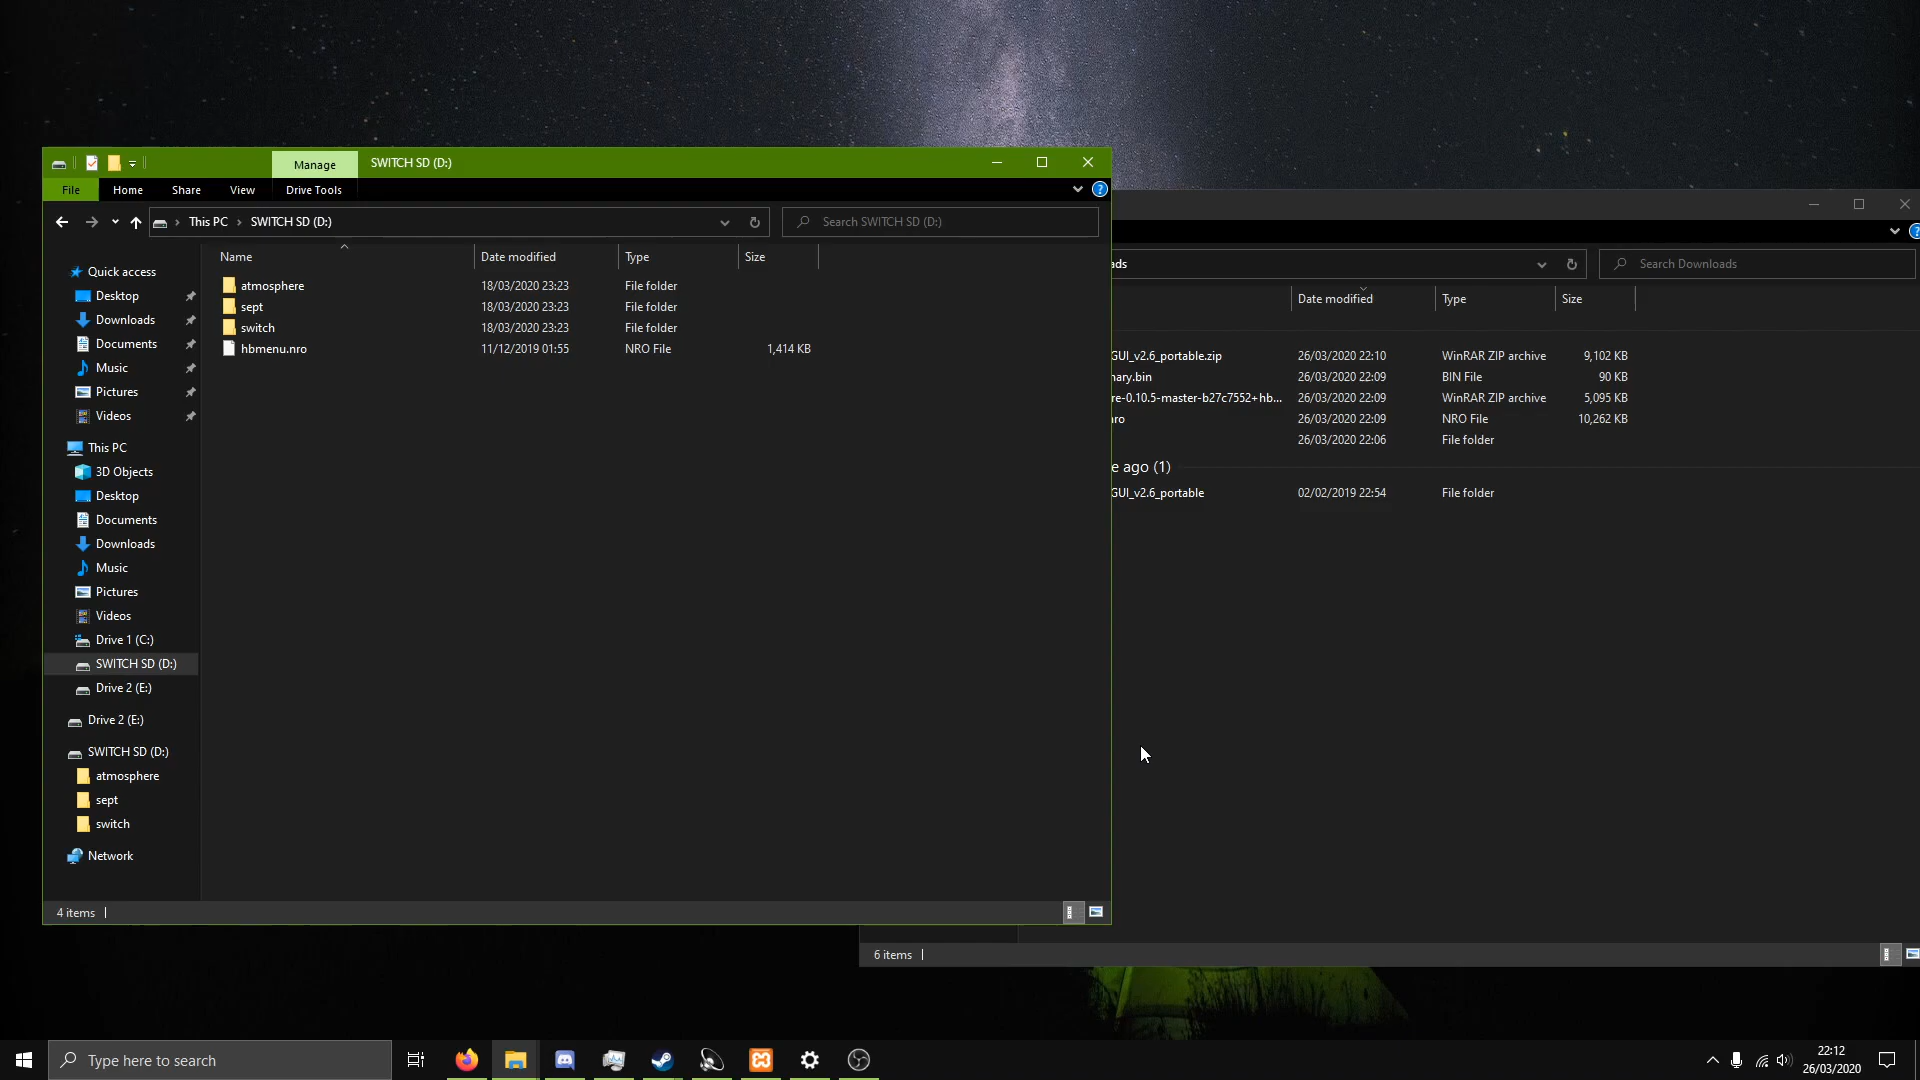 Manage
SWITCH SD (D:)
File
Home
Share
View
Drive Tools
This PC
SWITCH SD (D:)
Search SWITCH SD (D:)
Name
Date modified
Type
Size
atmosphere 18/03/2020 23:23 File folder
sept 18/03/2020 23:23 File folder
switch 18/03/2020 23:23 File folder
hbmenu.nro 11/12/2019 01:55 NRO File 1,414 KB
Quick access
Desktop
Downloads
Documents
Music
Pictures
Videos
This PC
3D Objects
Desktop
Documents
Downloads
Music
Pictures
Videos
Drive 1 (C:)
SWITCH SD (D:)
Drive 2 (E:)
Drive 2 (E:)
SWITCH SD (D:)
atmosphere
sept
switch
Network
4 items
ads
Search Downloads
Date modified
Type
Size
GUI_v2.6_portable.zip 26/03/2020 22:10 WinRAR ZIP archive 9,102 KB
nary.bin 26/03/2020 22:09 BIN File 90 KB
re-0.10.5-master-b27c7552+hb... 26/03/2020 22:09 WinRAR ZIP archive 5,095 KB
nro 26/03/2020 22:09 NRO File 10,262 KB
26/03/2020 22:06 File folder
e ago (1)
GUI_v2.6_portable 02/02/2019 22:54 File folder
6 items
Type here to search
22:12
26/03/2020